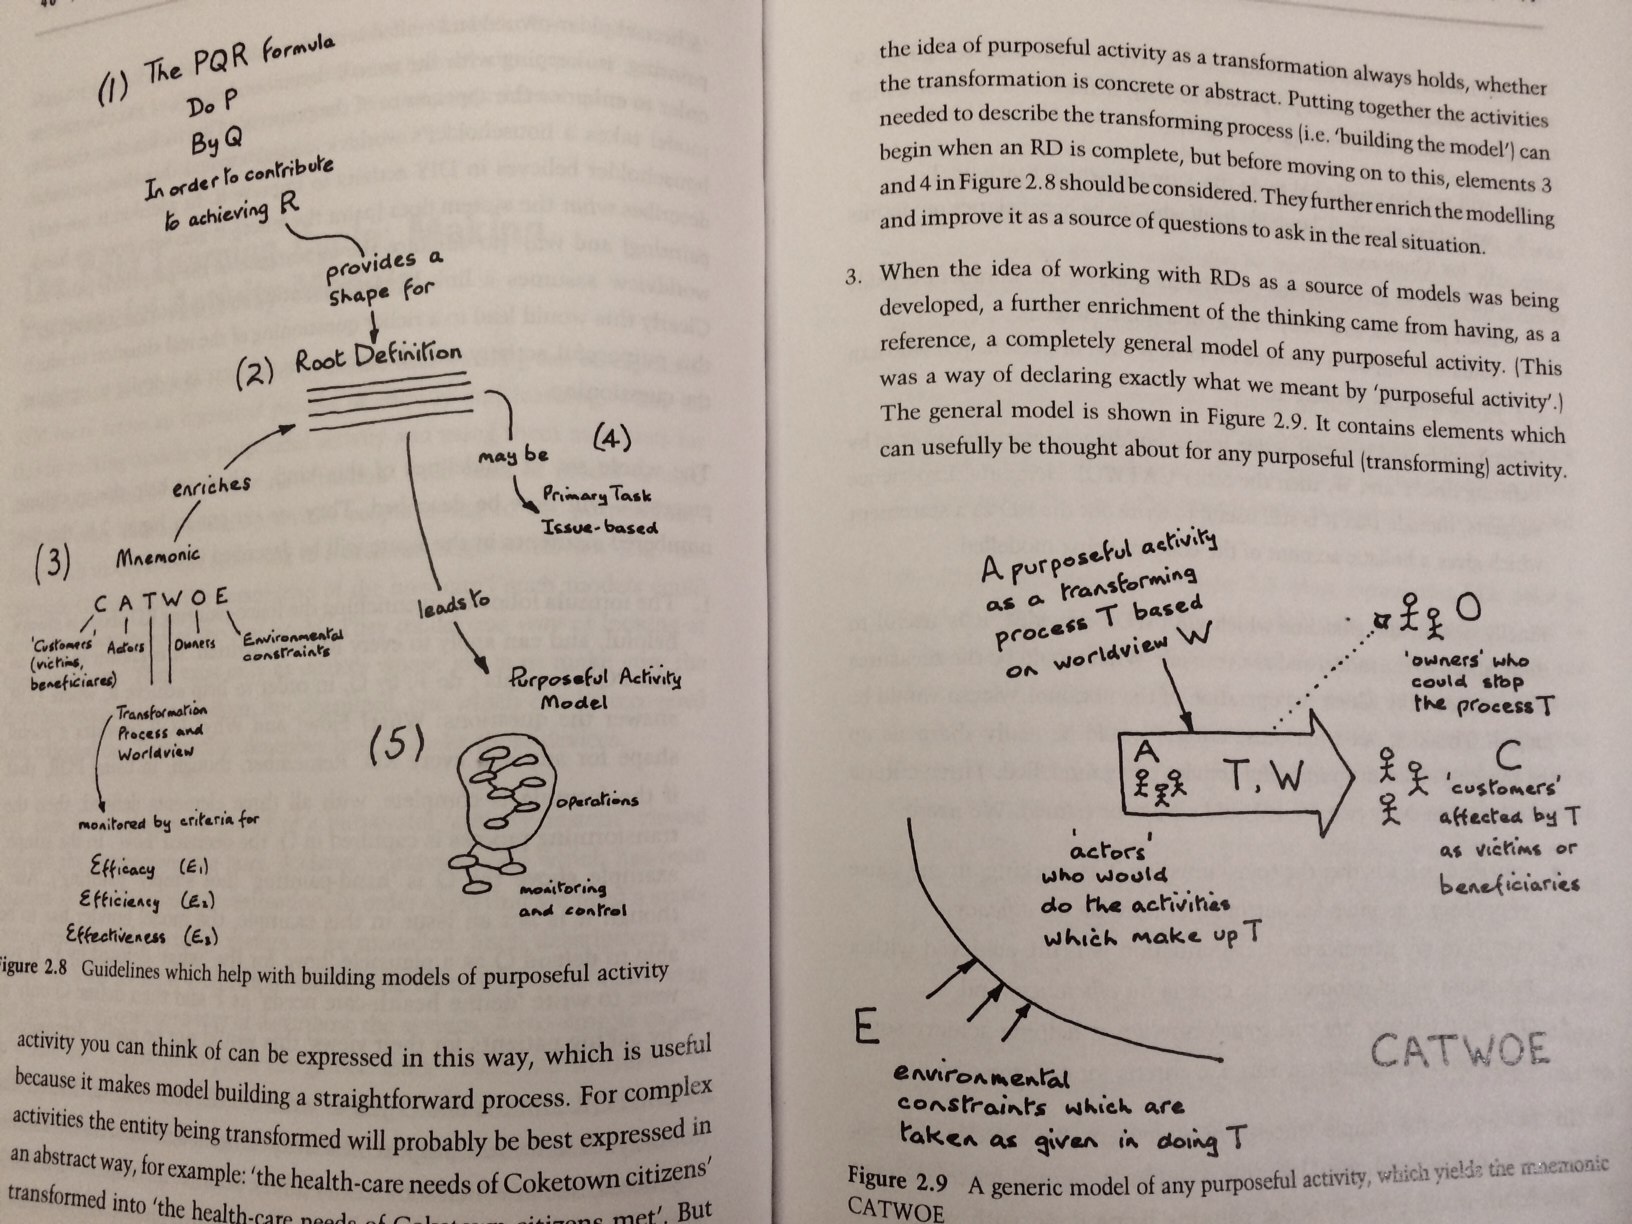 (1) The PQR formula
Do P
By Q
In order to contribute
to achieving R
provides a
shape for
(2) Root Definition
enriches
(3) Mnemonic
C A T W O E
'Customers'
(victims,
beneficiaries)
Actors
Owners
Environmental
constraints
Transformation
Process and
Worldview
monitored by criteria for
Efficacy (E₁)
Efficiency (E₂)
Effectiveness (E₃)
may be
(4)
Primary Task
Issue-based
leads to
Purposeful Activity
Model
(5)
operations
monitoring
and control
Figure 2.8 Guidelines which help with building models of purposeful activity
activity you can think of can be expressed in this way, which is useful
because it makes model building a straightforward process. For complex
activities the entity being transformed will probably be best expressed in
an abstract way, for example: 'the health-care needs of Coketown citizens'
transformed into 'the health-care needs of Coketown citizens met'. But
the idea of purposeful activity as a transformation always holds, whether
the transformation is concrete or abstract. Putting together the activities
needed to describe the transforming process (i.e. 'building the model') can
begin when an RD is complete, but before moving on to this, elements 3
and 4 in Figure 2.8 should be considered. They further enrich the modelling
and improve it as a source of questions to ask in the real situation.
3. When the idea of working with RDs as a source of models was being
developed, a further enrichment of the thinking came from having, as a
reference, a completely general model of any purposeful activity. (This
was a way of declaring exactly what we meant by 'purposeful activity'.)
The general model is shown in Figure 2.9. It contains elements which
can usefully be thought about for any purposeful (transforming) activity.
A purposeful activity
as a transforming
process T based
on worldview W
O
'owners' who
could stop
the process T
A T, W
C
'customers'
affected by T
as victims or
beneficiaries
'actors'
who would
do the activities
which make up T
E
environmental
constraints which are
taken as given in doing T
CATWOE
Figure 2.9 A generic model of any purposeful activity, which yields the mnemonic
CATWOE